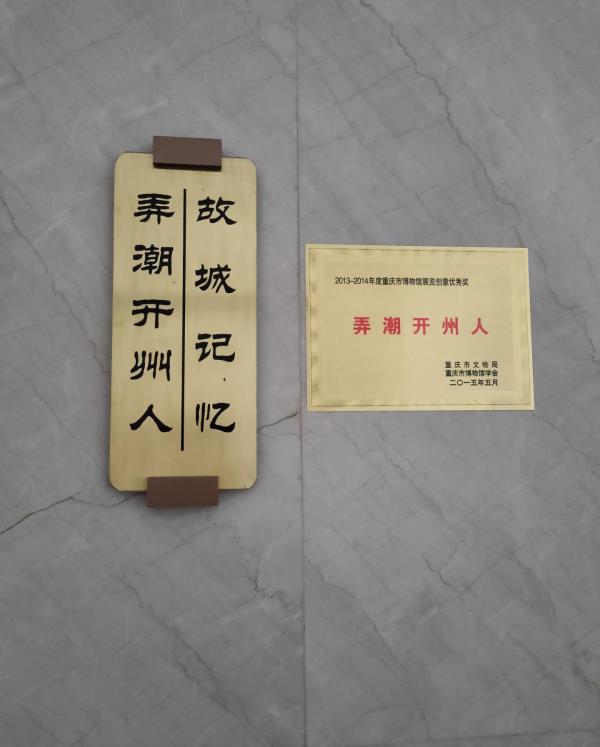 故城记忆
弄潮开州人
2013-2014年度重庆市博物馆展览创意优秀奖
弄潮开州人
重庆市文物局
重庆市博物馆学会
二〇一五年五月